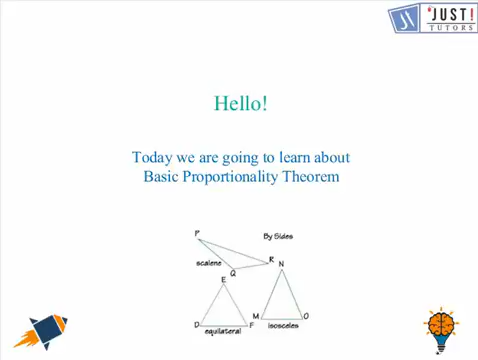 JUST!
TUTORS
Hello!
Today we are going to learn about
Basic Proportionality Theorem
P
By Sides
scalene
R
N
Q
E
D
F
M
O
equilateral
isosceles